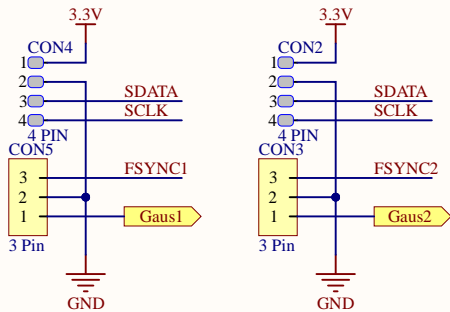 3.3V
CON4
1
2
3 SDATA
4 SCLK
4 PIN
CON5
3 FSYNC1
2
1 Gaus1
3 Pin
GND
3.3V
CON2
1
2
3 SDATA
4 SCLK
4 PIN
CON3
3 FSYNC2
2
1 Gaus2
3 Pin
GND